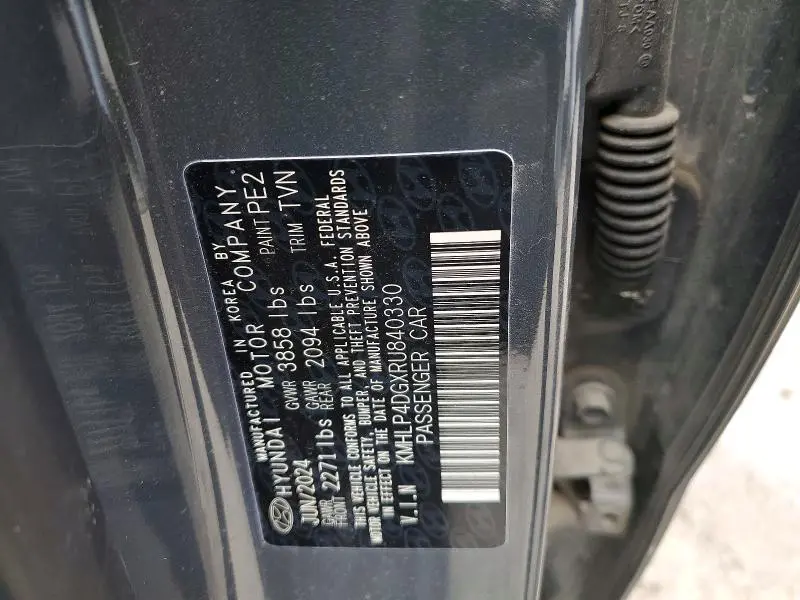 MANUFACTURED IN KOREA BY
HYUNDAI MOTOR COMPANY
JUN/2024 GVWR 3858 lbs PAINT PE2
GAWR FRONT 2271 lbs GAWR REAR 2094 lbs TRIM TVN
THIS VEHICLE CONFORMS TO ALL APPLICABLE U.S.A. FEDERAL
MOTOR VEHICLE SAFETY, BUMPER, AND THEFT PREVENTION STANDARDS
IN EFFECT ON THE DATE OF MANUFACTURE SHOWN ABOVE
V.I.N KMHLP4DGXRU840330
PASSENGER CAR